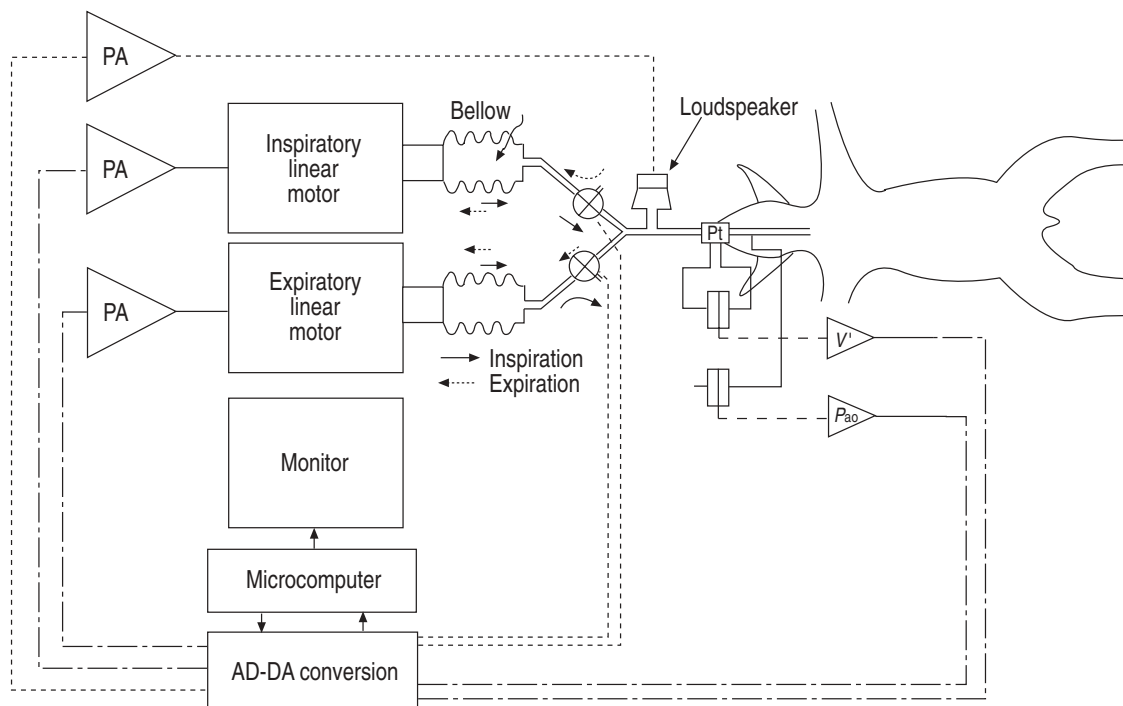 PA
Loudspeaker
Bellow
PA
Inspiratory
linear
motor
Pt
PA
Expiratory
linear
motor
V'
Inspiration
Expiration
Pao
Monitor
Microcomputer
AD-DA conversion